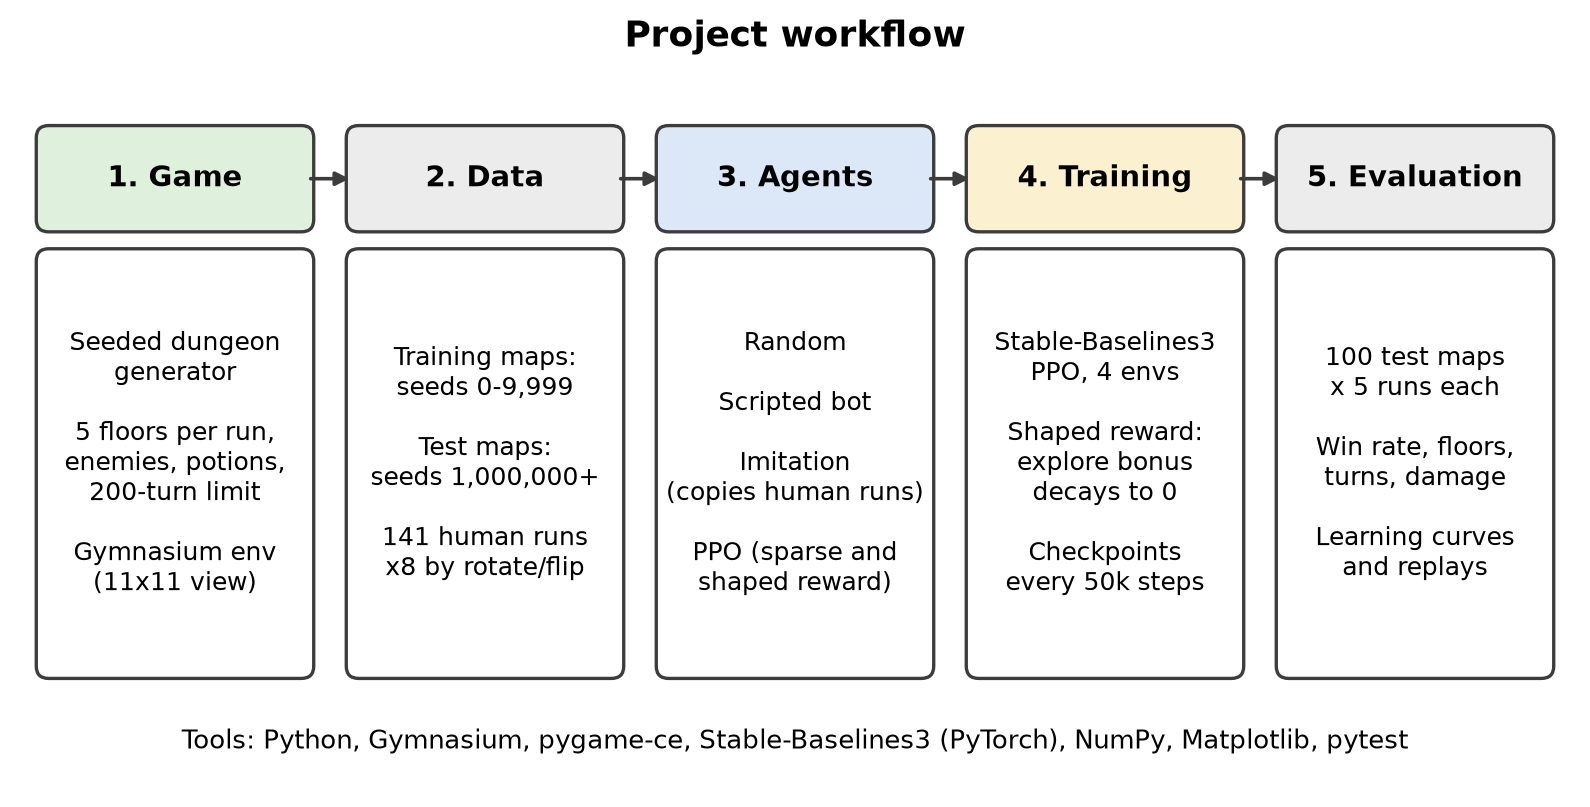 Project workflow
1. Game
2. Data
3. Agents
4. Training
5. Evaluation
Seeded dungeon
generator
5 floors per run,
enemies, potions,
200-turn limit
Gymnasium env
(11x11 view)
Training maps:
seeds 0-9,999
Test maps:
seeds 1,000,000+
141 human runs
x8 by rotate/flip
Random
Scripted bot
Imitation
(copies human runs)
PPO (sparse and
shaped reward)
Stable-Baselines3
PPO, 4 envs
Shaped reward:
explore bonus
decays to 0
Checkpoints
every 50k steps
100 test maps
x 5 runs each
Win rate, floors,
turns, damage
Learning curves
and replays
Tools: Python, Gymnasium, pygame-ce, Stable-Baselines3 (PyTorch), NumPy, Matplotlib, pytest